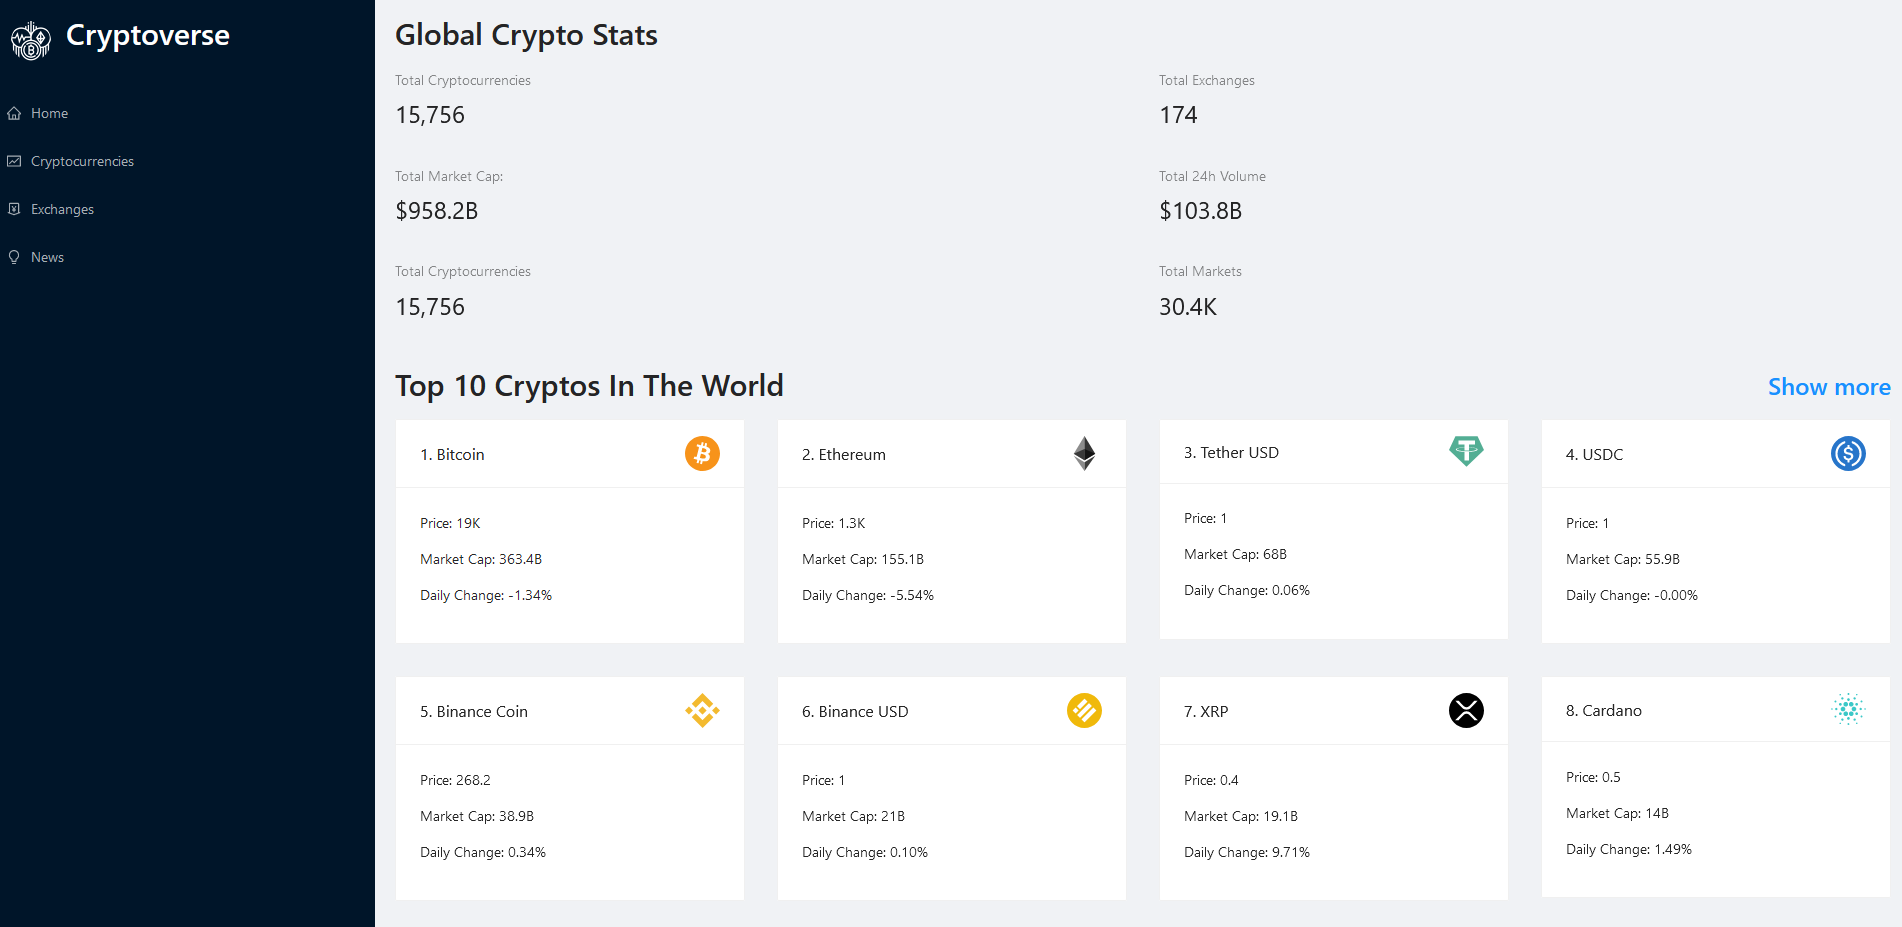 Cryptoverse
Home
Cryptocurrencies
Exchanges
News
Global Crypto Stats
Total Cryptocurrencies
15,756
Total Exchanges
174
Total Market Cap:
$958.2B
Total 24h Volume
$103.8B
Total Cryptocurrencies
15,756
Total Markets
30.4K
Top 10 Cryptos In The World
Show more
1. Bitcoin
Price: 19K
Market Cap: 363.4B
Daily Change: -1.34%
2. Ethereum
Price: 1.3K
Market Cap: 155.1B
Daily Change: -5.54%
3. Tether USD
Price: 1
Market Cap: 68B
Daily Change: 0.06%
4. USDC
Price: 1
Market Cap: 55.9B
Daily Change: -0.00%
5. Binance Coin
Price: 268.2
Market Cap: 38.9B
Daily Change: 0.34%
6. Binance USD
Price: 1
Market Cap: 21B
Daily Change: 0.10%
7. XRP
Price: 0.4
Market Cap: 19.1B
Daily Change: 9.71%
8. Cardano
Price: 0.5
Market Cap: 14B
Daily Change: 1.49%